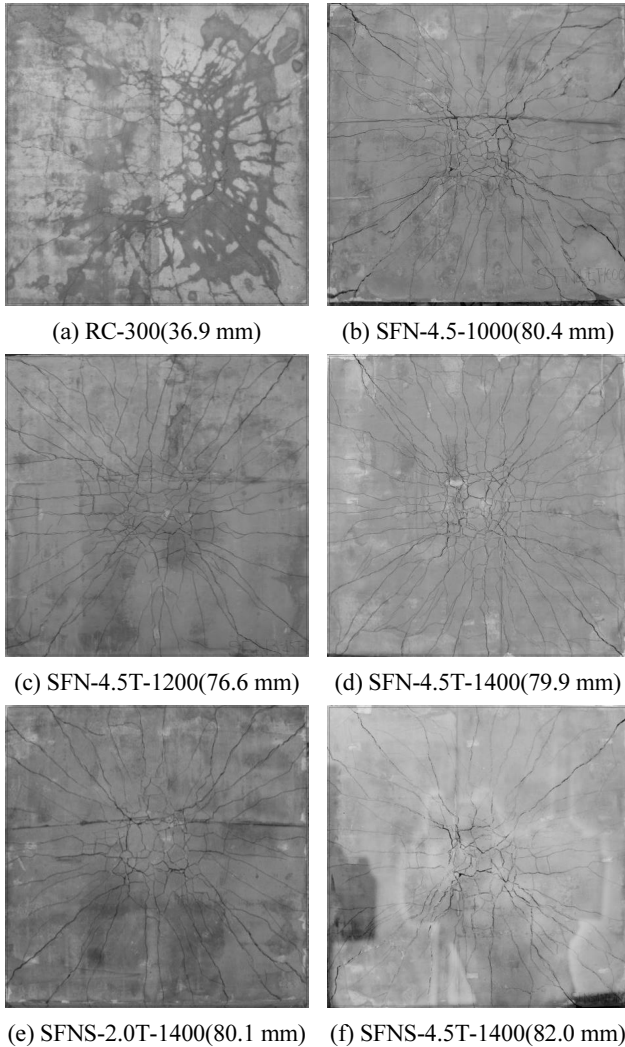 (a) RC-300(36.9 mm)
(b) SFN-4.5-1000(80.4 mm)
(c) SFN-4.5T-1200(76.6 mm)
(d) SFN-4.5T-1400(79.9 mm)
(e) SFNS-2.0T-1400(80.1 mm)
(f) SFNS-4.5T-1400(82.0 mm)